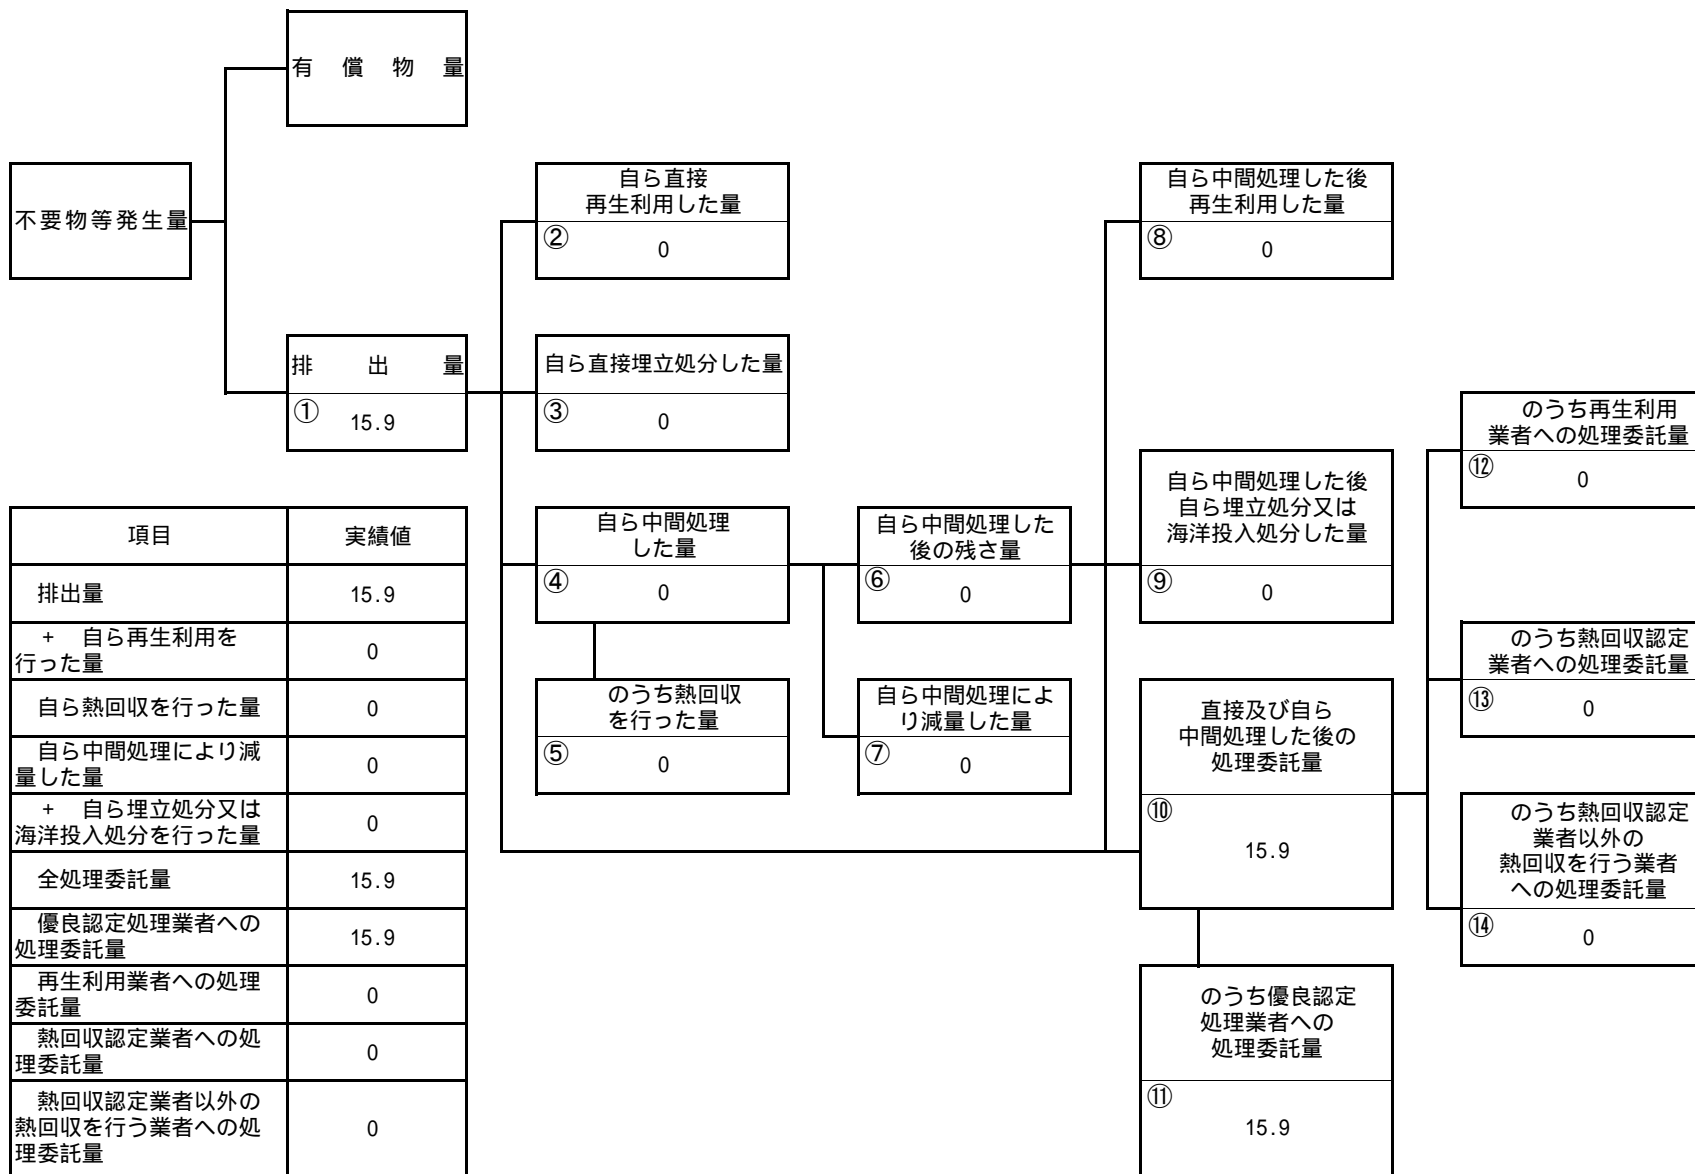 有償物量
不要物等発生量
自ら直接
再生利用した量
② 0
自ら中間処理した後
再生利用した量
⑧ 0
排出量
① 15.9
自ら直接埋立処分した量
③ 0
のうち再生利用
業者への処理委託量
⑫ 0
自ら中間処理
した量
④ 0
自ら中間処理した
後の残さ量
⑥ 0
自ら中間処理した後
自ら埋立処分又は
海洋投入処分した量
⑨ 0
のうち熱回収認定
業者への処理委託量
⑬ 0
のうち熱回収
を行った量
⑤ 0
自ら中間処理によ
り減量した量
⑦ 0
直接及び自ら
中間処理した後の
処理委託量
⑩
15.9
のうち熱回収認定
業者以外の
熱回収を行う業者
への処理委託量
⑭ 0
のうち優良認定
処理業者への
処理委託量
⑪
15.9
項目 実績値
排出量 15.9
+ 自ら再生利用を
行った量 0
自ら熱回収を行った量 0
自ら中間処理により減
量した量 0
+ 自ら埋立処分又は
海洋投入処分を行った量 0
全処理委託量 15.9
優良認定処理業者への
処理委託量 15.9
再生利用業者への処理
委託量 0
熱回収認定業者への処
理委託量 0
熱回収認定業者以外の
熱回収を行う業者への処
理委託量 0